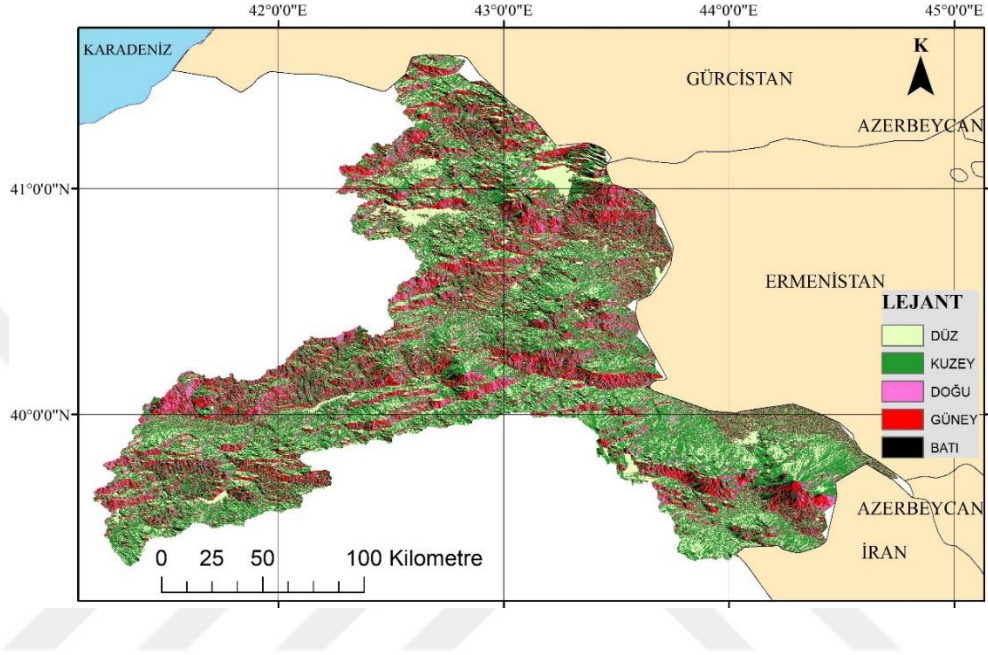 42°0'0"E 43°0'0"E 44°0'0"E 45°0'0"E
KARADENİZ
K
GÜRCİSTAN
AZERBEYCAN
41°0'0"N
ERMENİSTAN
LEJANT
DÜZ
KUZEY
DOĞU
GÜNEY
BATI
40°0'0"N
AZERBEYCAN
İRAN
0 25 50 100 Kilometre